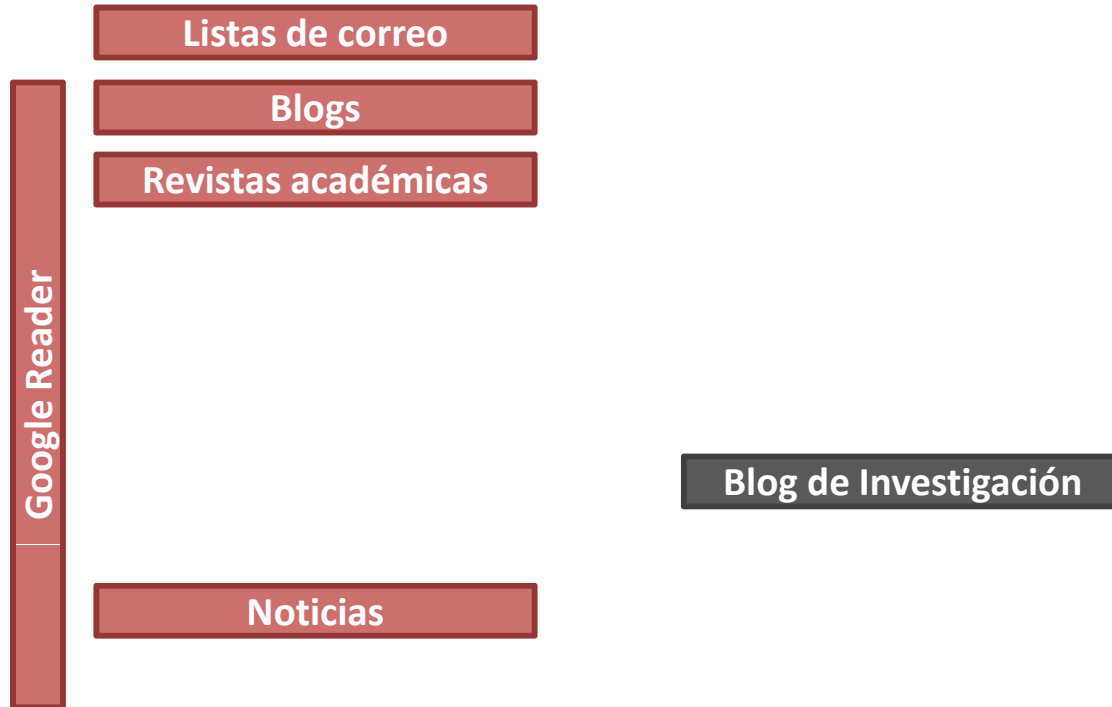 Listas de correo
Blogs
Revistas académicas
Google Reader
Blog de Investigación
Noticias